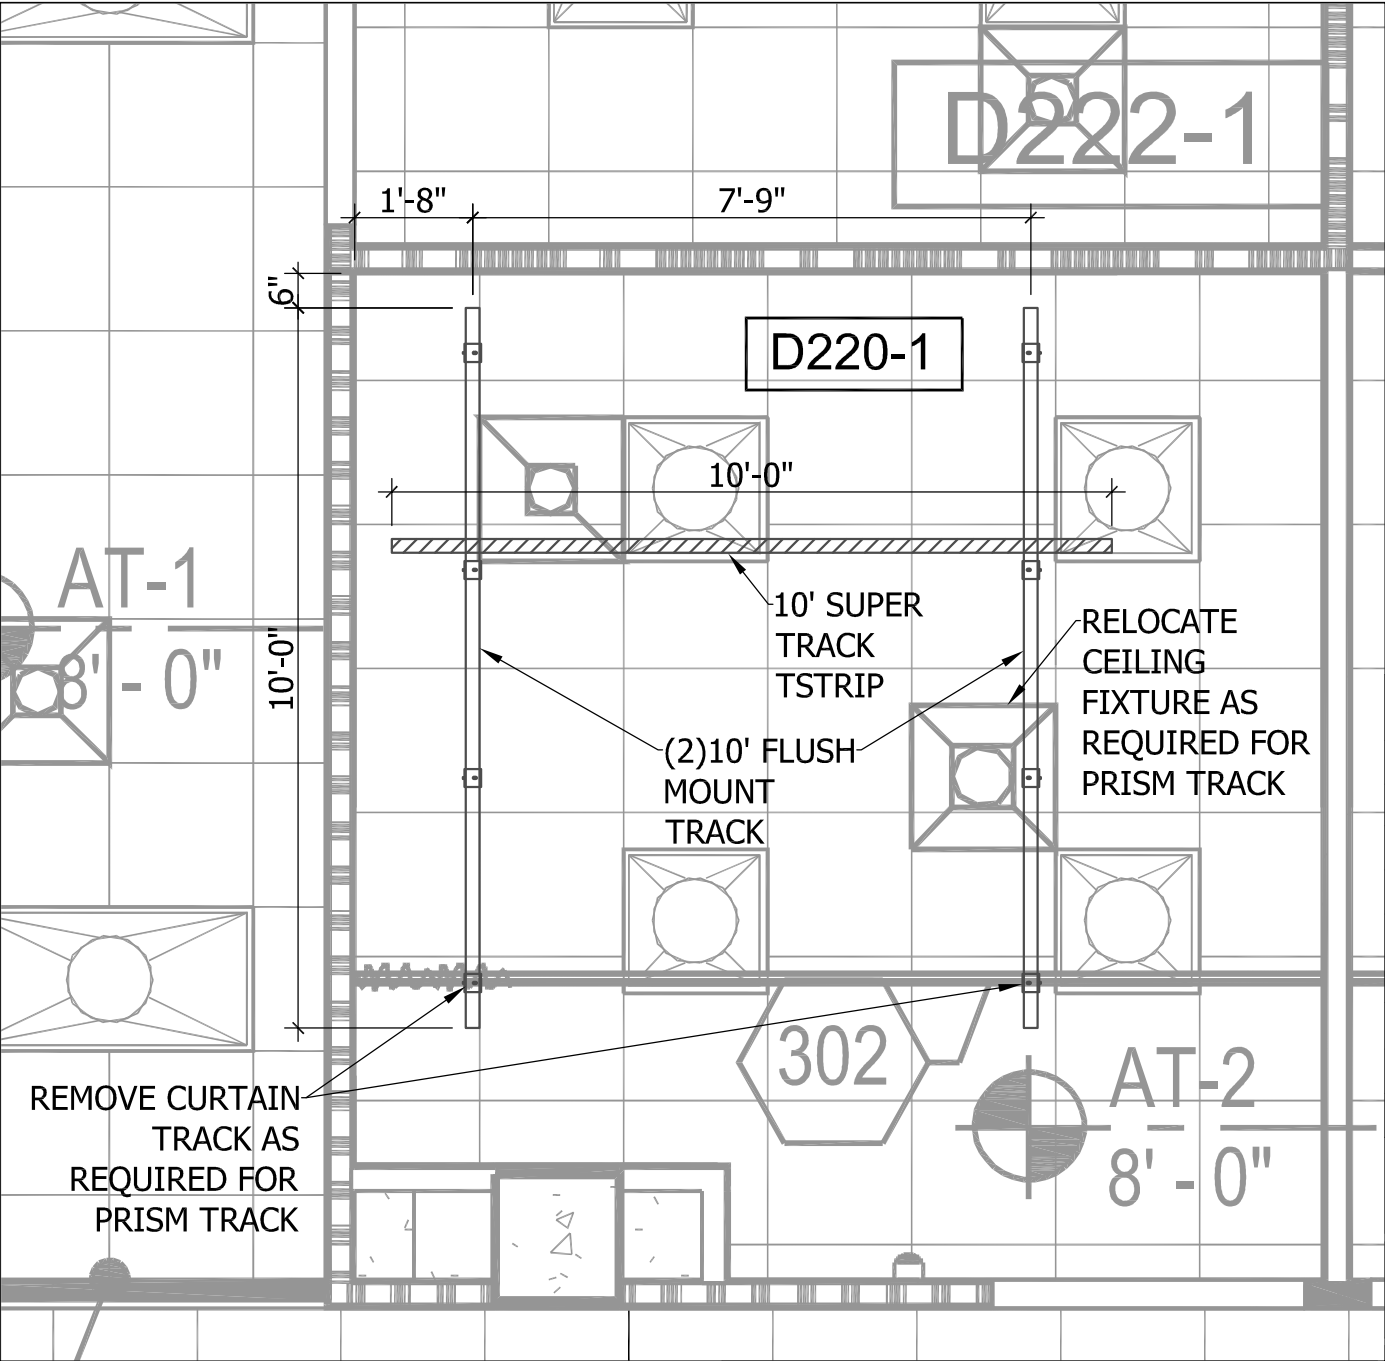 D222-1
1'-8"
7'-9"
6"
D220-1
10'-0"
AT-1
8' - 0"
10'-0"
10' SUPER
TRACK
TSTRIP
RELOCATE
CEILING
FIXTURE AS
REQUIRED FOR
PRISM TRACK
(2)10' FLUSH
MOUNT
TRACK
302
AT-2
8' - 0"
REMOVE CURTAIN
TRACK AS
REQUIRED FOR
PRISM TRACK